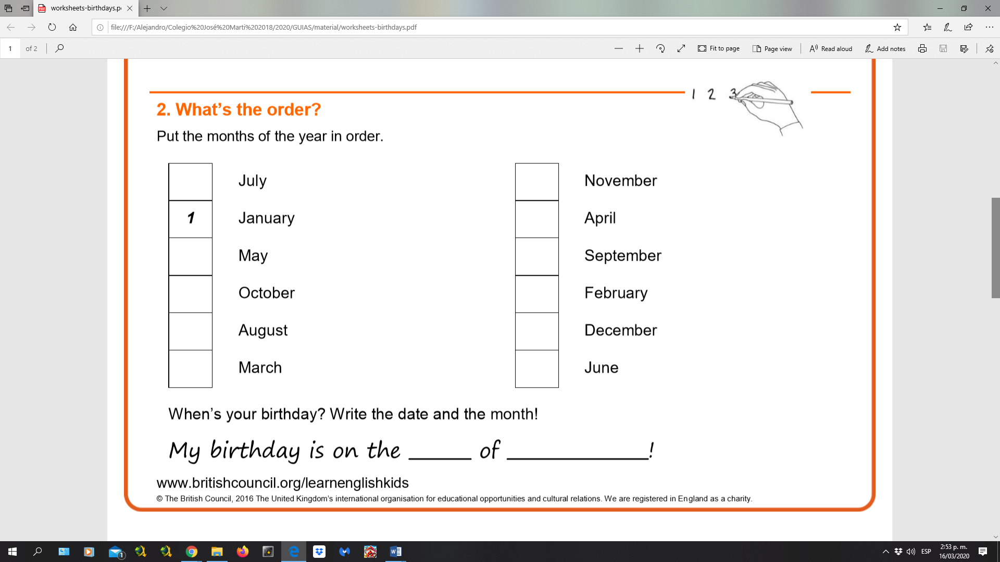 worksheets-birthdays.p
file:///F:/Alejandro/Colegio%20José%20Marti%202018/2020/GUIAS/material/worksheets-birthdays.pdf
1 of 2
Fit to page
Page view
Read aloud
Add notes
1 2 3
2. What's the order?
Put the months of the year in order.
July
1 January
May
October
August
March
November
April
September
February
December
June
When's your birthday? Write the date and the month!
My birthday is on the ______ of ______________!
www.britishcouncil.org/learnenglishkids
© The British Council, 2016 The United Kingdom's international organisation for educational opportunities and cultural relations. We are registered in England as a charity.
1
ESP
2:53 p. m.
16/03/2020